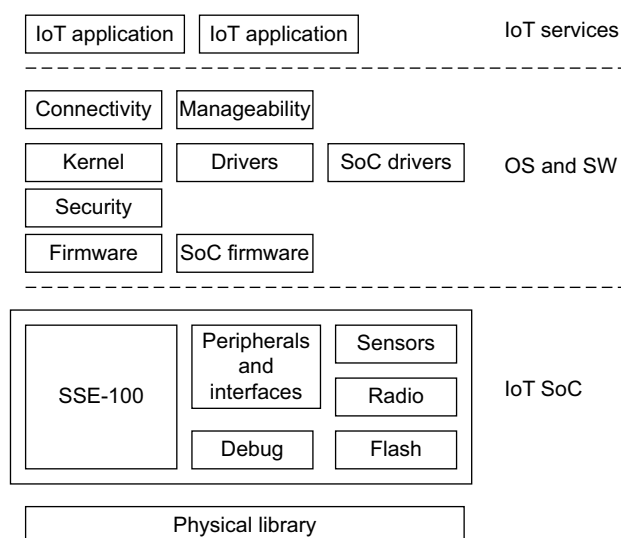 IoT application IoT application IoT services
Connectivity Manageability
Kernel Drivers SoC drivers OS and SW
Security
Firmware SoC firmware
SSE-100
Peripherals
and
interfaces
Sensors
Radio
IoT SoC
Debug
Flash
Physical library